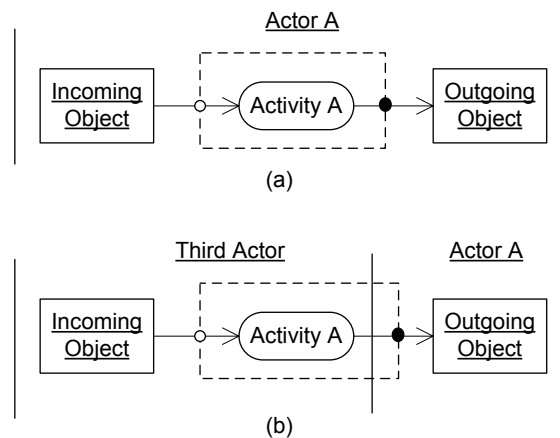 Actor A
Incoming
Object
Activity A
Outgoing
Object
(a)
Third Actor
Actor A
Incoming
Object
Activity A
Outgoing
Object
(b)